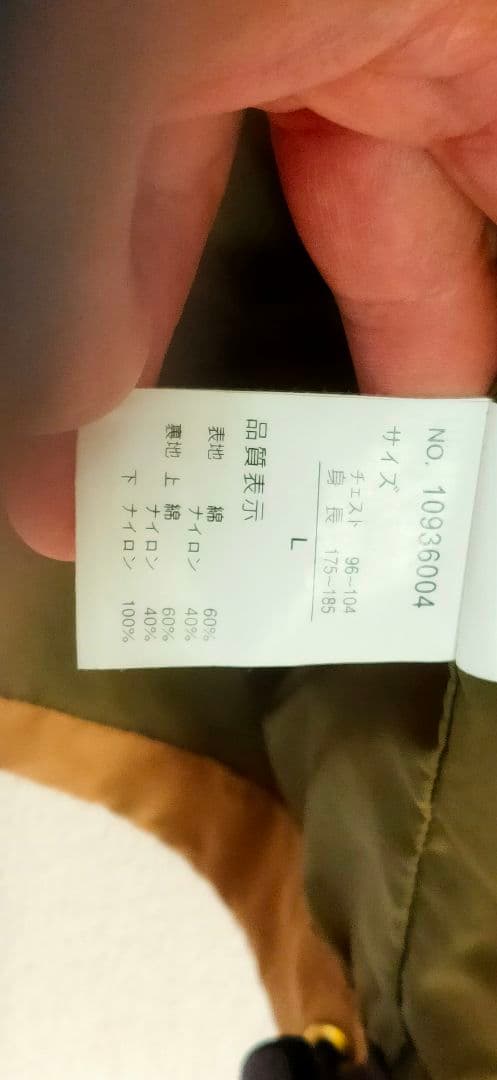 NO. 10936004
サイズ
チェスト 96~104
身長 175~185
L
品質表示
表地 綿 60%
ナイロン 40%
裏地 上 綿 60%
ナイロン 40%
下 ナイロン 100%